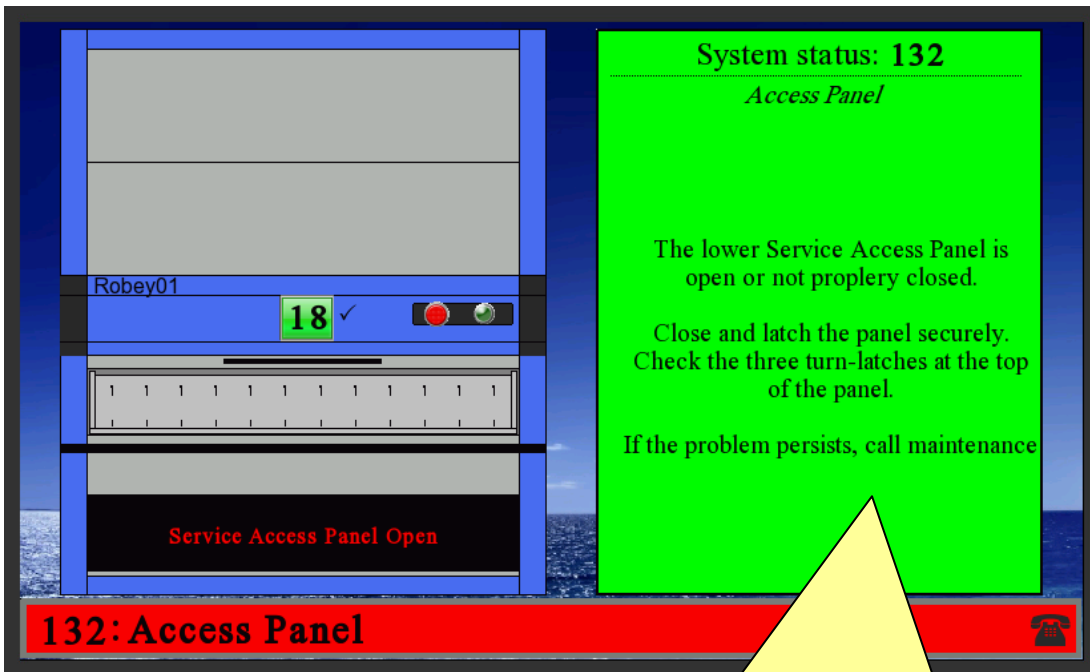 System status: 132
Access Panel
Robey01
18
The lower Service Access Panel is
open or not proplery closed.
Close and latch the panel securely.
Check the three turn-latches at the top
of the panel.
If the problem persists, call maintenance
Service Access Panel Open
132: Access Panel